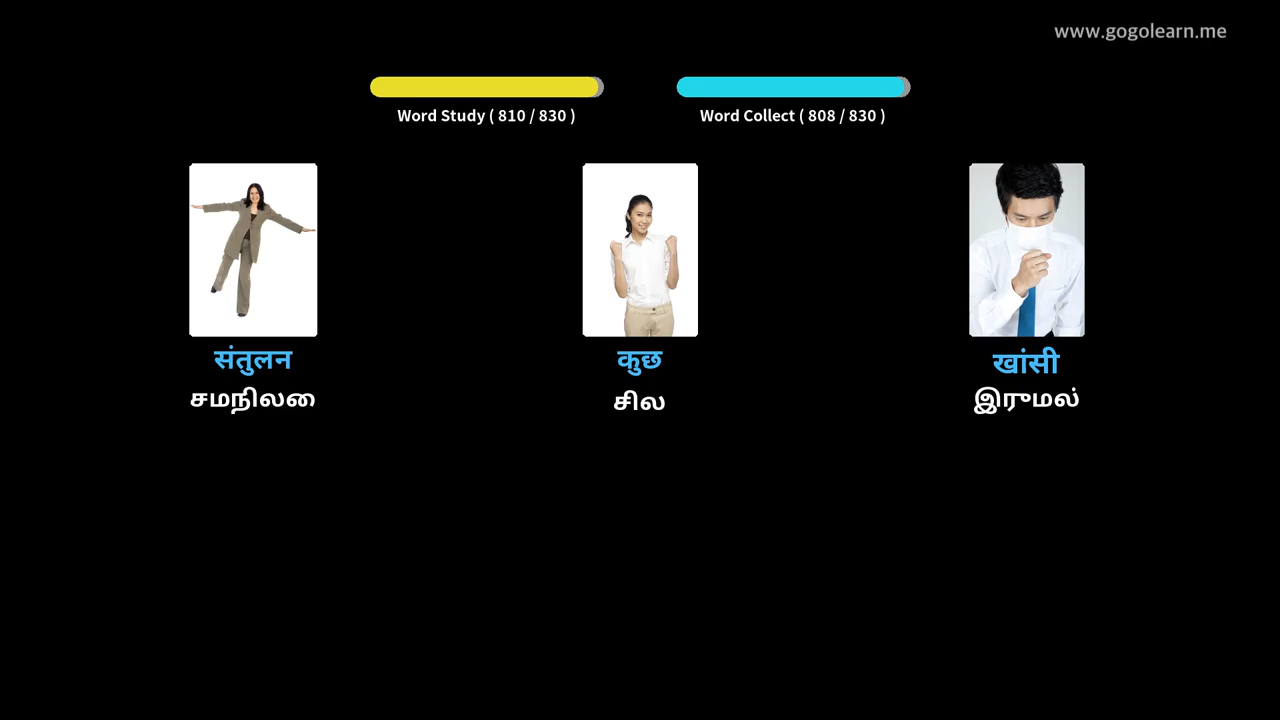 www.gogolearn.me
Word Study ( 810 / 830 )
Word Collect ( 808 / 830 )
संतुलन
कुछ
खांसी
சமநிலை
சில
இருமல்